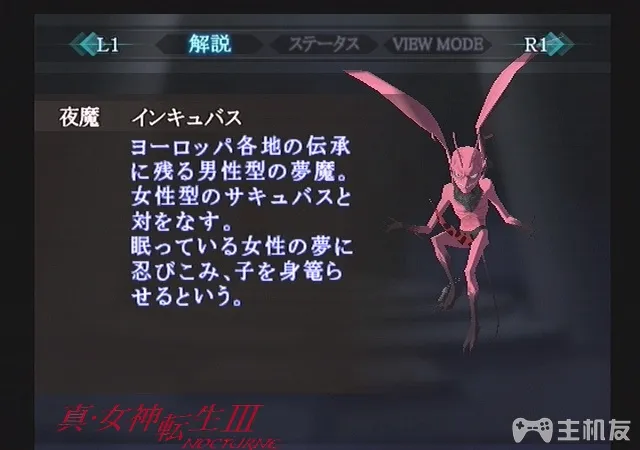 L1 解説 ステータス VIEW MODE R1
夜魔 インキュバス
ヨーロッパ各地の伝承
に残る男性型の夢魔。
女性型のサキュバスと
対をなす。
眠っている女性の夢に
忍びこみ、子を身篭ら
せるという。
真・女神転生III
NOCTURNE
主机友